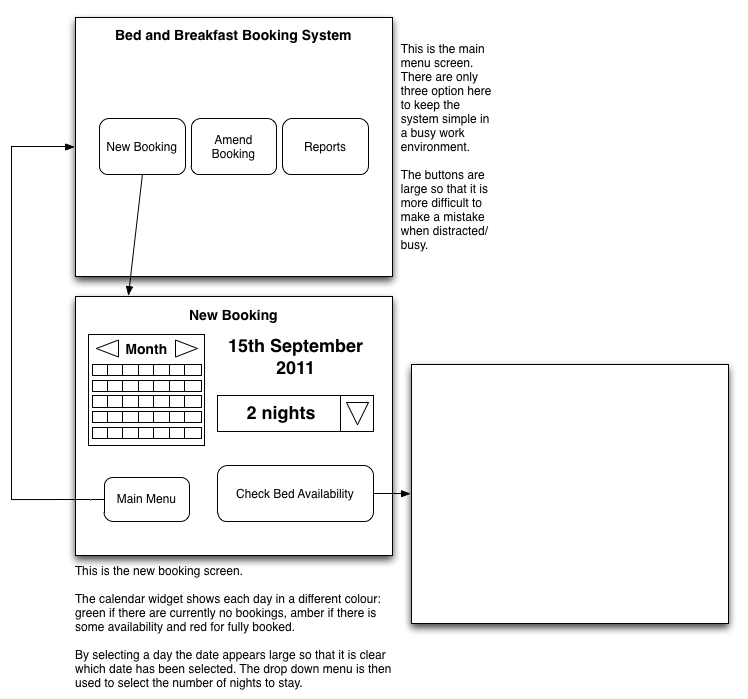 Bed and Breakfast Booking System
New Booking
Amend
Booking
Reports
This is the main
menu screen.
There are only
three option here
to keep the
system simple in
a busy work
environment.
The buttons are
large so that it is
more difficult to
make a mistake
when distracted/
busy.
New Booking
Month
15th September
2011
2 nights
Main Menu
Check Bed Availability
This is the new booking screen.
The calendar widget shows each day in a different colour:
green if there are currently no bookings, amber if there is
some availability and red for fully booked.
By selecting a day the date appears large so that it is clear
which date has been selected. The drop down menu is then
used to select the number of nights to stay.